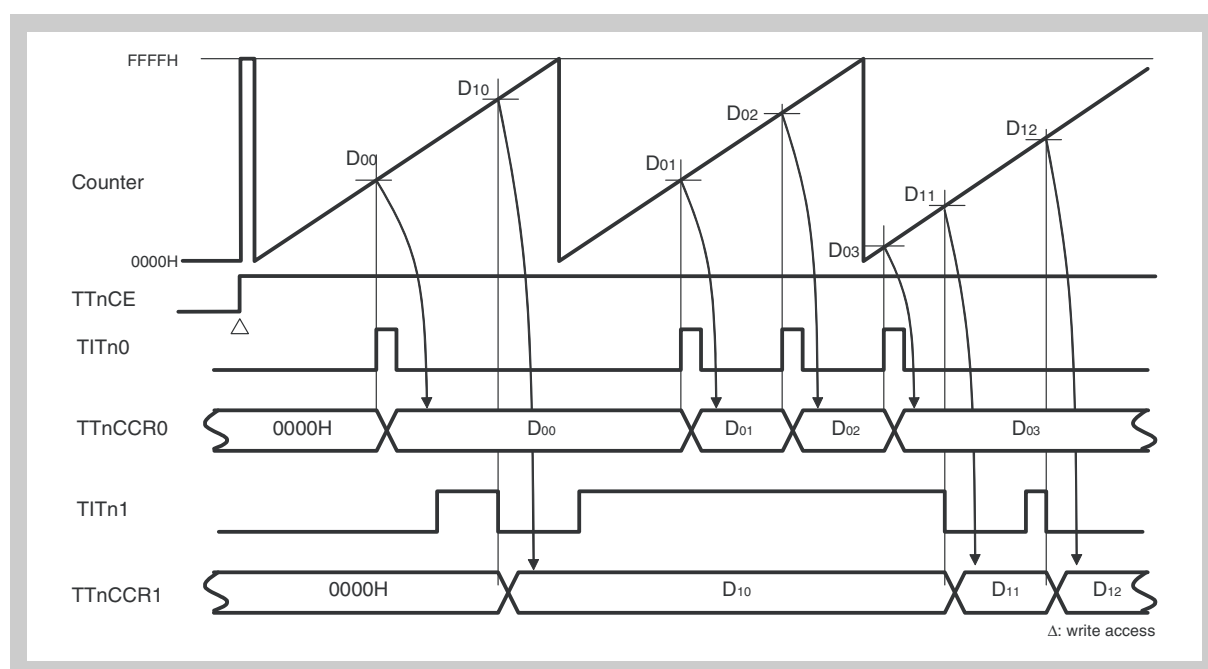 FFFFH
D10
D02
D12
D00
D01
Counter
D11
D03
0000H
TTnCE
Δ
TITn0
TTnCCR0
0000H
D00
D01
D02
D03
TITn1
TTnCCR1
0000H
D10
D11
D12
Δ: write access